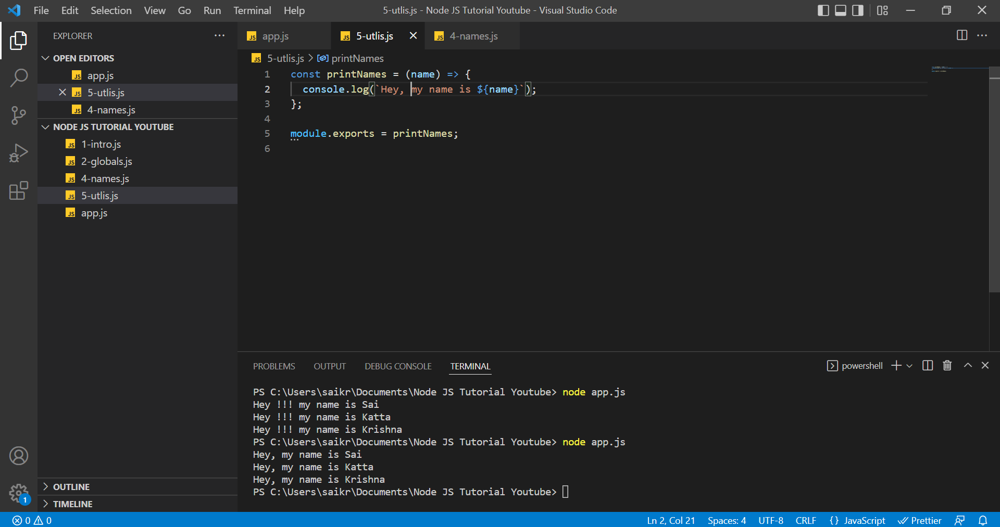 File Edit Selection View Go Run Terminal Help
5-utlis.js - Node JS Tutorial Youtube - Visual Studio Code
EXPLORER
OPEN EDITORS
JS app.js
JS 5-utlis.js
JS 4-names.js
NODE JS TUTORIAL YOUTUBE
JS 1-intro.js
JS 2-globals.js
JS 4-names.js
JS 5-utlis.js
JS app.js
OUTLINE
TIMELINE
JS app.js JS 5-utlis.js JS 4-names.js
JS 5-utlis.js > printNames
1 const printNames = (name) => {
2 console.log(`Hey, my name is ${name}`);
3 };
4
5 module.exports = printNames;
6
PROBLEMS OUTPUT DEBUG CONSOLE TERMINAL
powershell
PS C:\Users\saikr\Documents\Node JS Tutorial Youtube> node app.js
Hey !!! my name is Sai
Hey !!! my name is Katta
Hey !!! my name is Krishna
PS C:\Users\saikr\Documents\Node JS Tutorial Youtube> node app.js
Hey, my name is Sai
Hey, my name is Katta
Hey, my name is Krishna
PS C:\Users\saikr\Documents\Node JS Tutorial Youtube>
1
0 0
Ln 2, Col 21 Spaces: 4 UTF-8 CRLF {} JavaScript Prettier